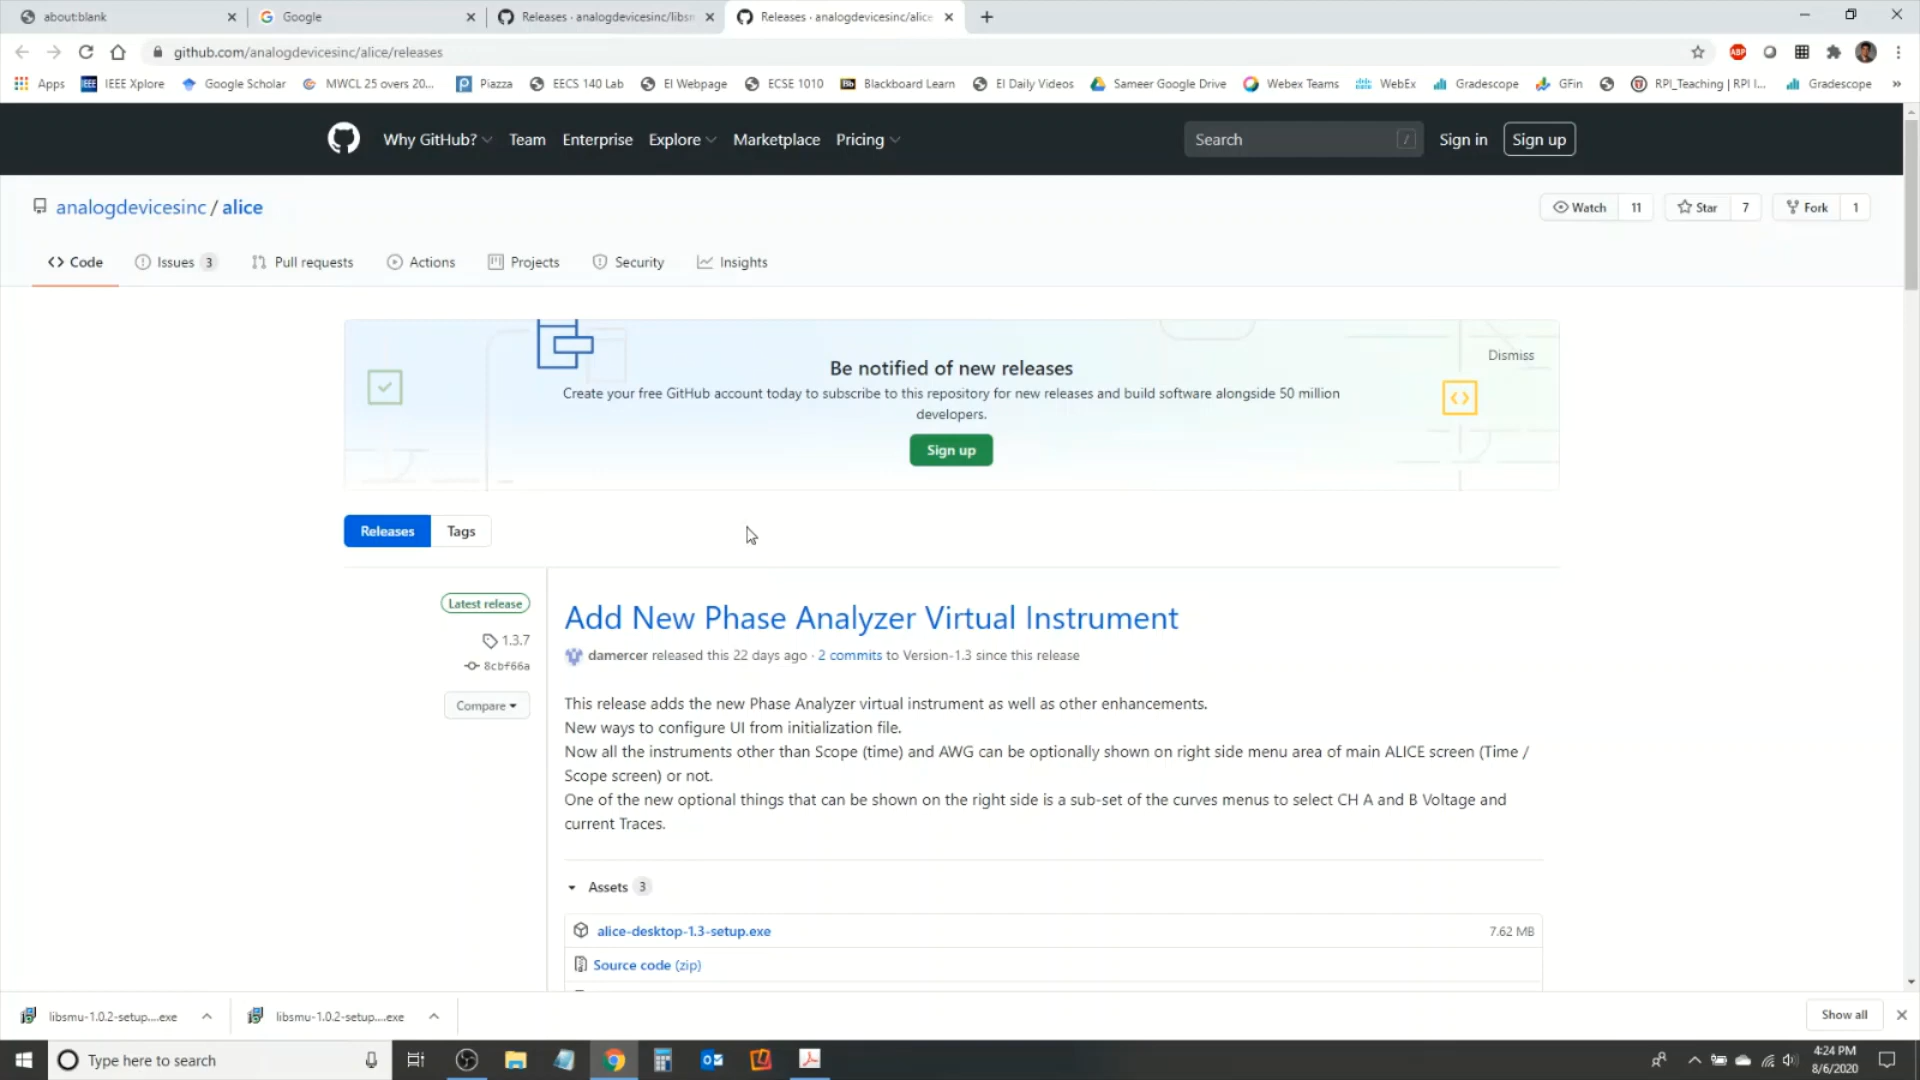 about:blank
Google
Releases · analogdevicesinc/libsm
Releases · analogdevicesinc/alice
github.com/analogdevicesinc/alice/releases
ABP
Apps
IEEE Xplore
Google Scholar
MWCL 25 overs 20...
Piazza
EECS 140 Lab
EI Webpage
ECSE 1010
Blackboard Learn
EI Daily Videos
Sameer Google Drive
Webex Teams
WebEx
Gradescope
GFin
RPI_Teaching | RPI I...
Gradescope
»
Why GitHub?
Team
Enterprise
Explore
Marketplace
Pricing
Search /
Sign in
Sign up
analogdevicesinc / alice
Watch 11
Star 7
Fork 1
<> Code
Issues 3
Pull requests
Actions
Projects
Security
Insights
Be notified of new releases
Dismiss
Create your free GitHub account today to subscribe to this repository for new releases and build software alongside 50 million
developers.
Sign up
Releases
Tags
Latest release
1.3.7
8cbf66a
Compare
Add New Phase Analyzer Virtual Instrument
damercer released this 22 days ago · 2 commits to Version-1.3 since this release
This release adds the new Phase Analyzer virtual instrument as well as other enhancements.
New ways to configure UI from initialization file.
Now all the instruments other than Scope (time) and AWG can be optionally shown on right side menu area of main ALICE screen (Time /
Scope screen) or not.
One of the new optional things that can be shown on the right side is a sub-set of the curves menus to select CH A and B Voltage and
current Traces.
Assets 3
alice-desktop-1.3-setup.exe
7.62 MB
Source code (zip)
libsmu-1.0.2-setup....exe
libsmu-1.0.2-setup....exe
Show all
Type here to search
4:24 PM
8/6/2020